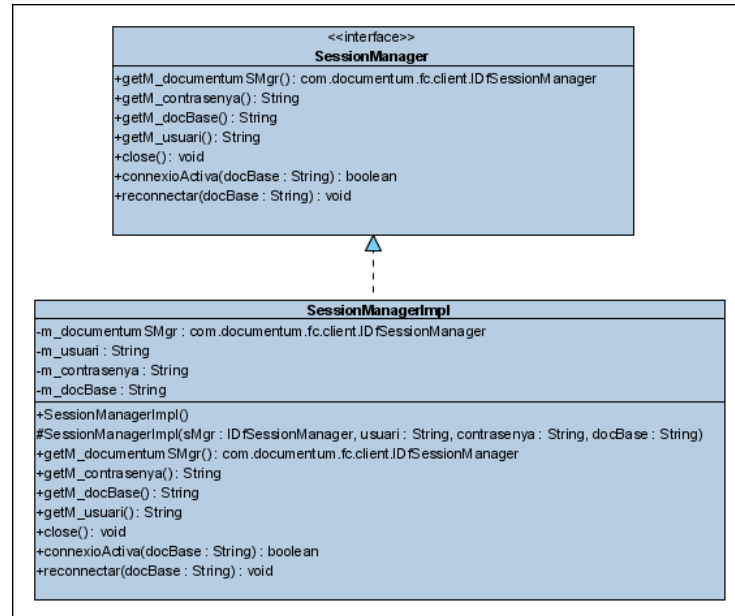 <<interface>>
SessionManager
+getM_documentumSMgr() : com.documentum.fc.client.IDfSessionManager
+getM_contrasenya() : String
+getM_docBase() : String
+getM_usuari() : String
+close() : void
+connexioActiva(docBase : String) : boolean
+reconnectar(docBase : String) : void
SessionManagerImpl
-m_documentumSMgr : com.documentum.fc.client.IDfSessionManager
-m_usuari : String
-m_contrasenya : String
-m_docBase : String
+SessionManagerImpl()
#SessionManagerImpl(sMgr : IDfSessionManager, usuari : String, contrasenya : String, docBase : String)
+getM_documentumSMgr() : com.documentum.fc.client.IDfSessionManager
+getM_contrasenya() : String
+getM_docBase() : String
+getM_usuari() : String
+close() : void
+connexioActiva(docBase : String) : boolean
+reconnectar(docBase : String) : void